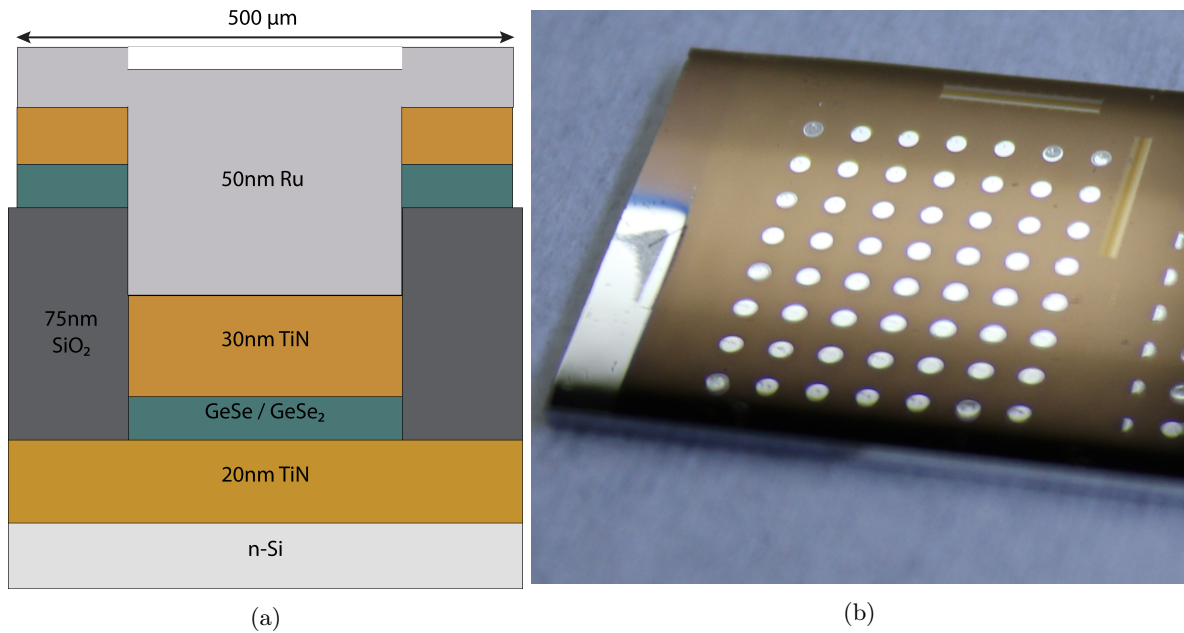 500 μm
50nm Ru
75nm
SiO₂
30nm TiN
GeSe / GeSe₂
20nm TiN
n-Si
(a)
(b)